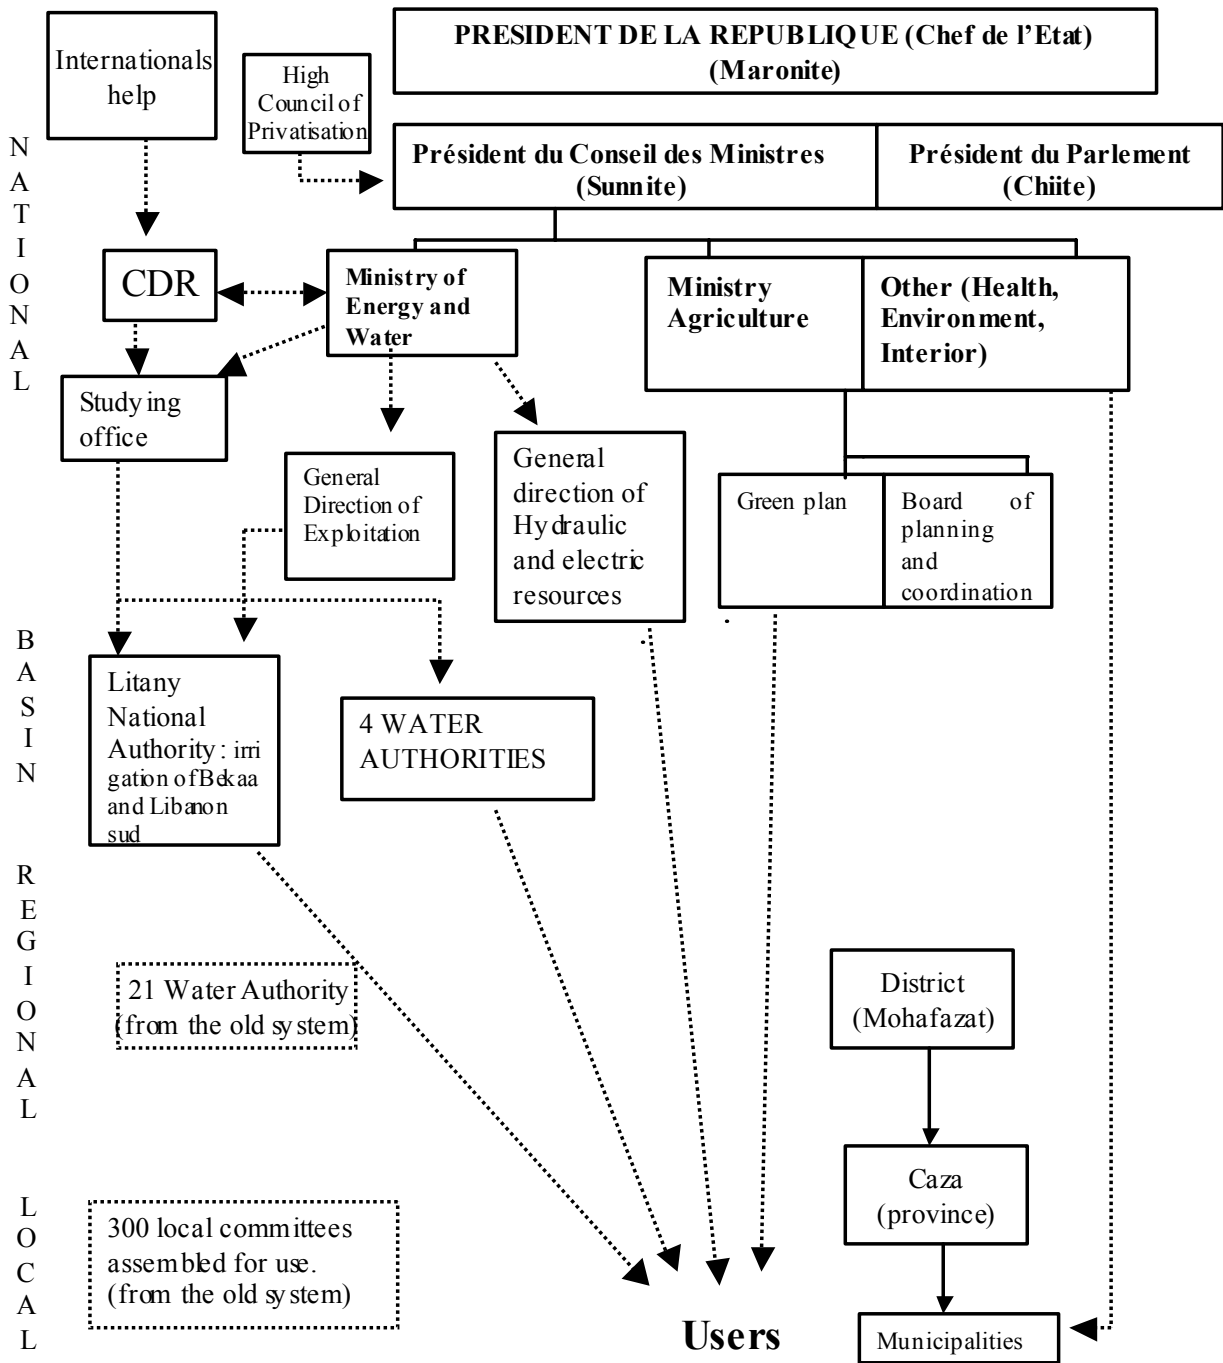 PRESIDENT DE LA REPUBLIQUE (Chef de l’Etat)
(Maronite)
Internationals
help
High
Council of
Privatisation
Président du Conseil des Ministres
(Sunnite)
Président du Parlement
(Chiite)
NATIONAL
CDR
Ministry of
Energy and
Water
Ministry
Agriculture
Other (Health,
Environment,
Interior)
Studying
office
General
Direction of
Exploitation
General
direction of
Hydraulic
and electric
resources
Green plan
Board of
planning
and
coordination
BASIN
Litany
National
Authority: irri
gation of Bekaa
and Libanon
sud
4 WATER
AUTHORITIES
REGIONAL
21 Water Authority
(from the old system)
District
(Mohafazat)
Caza
(province)
LOCAL
300 local committees
assembled for use.
(from the old system)
Users
Municipalities